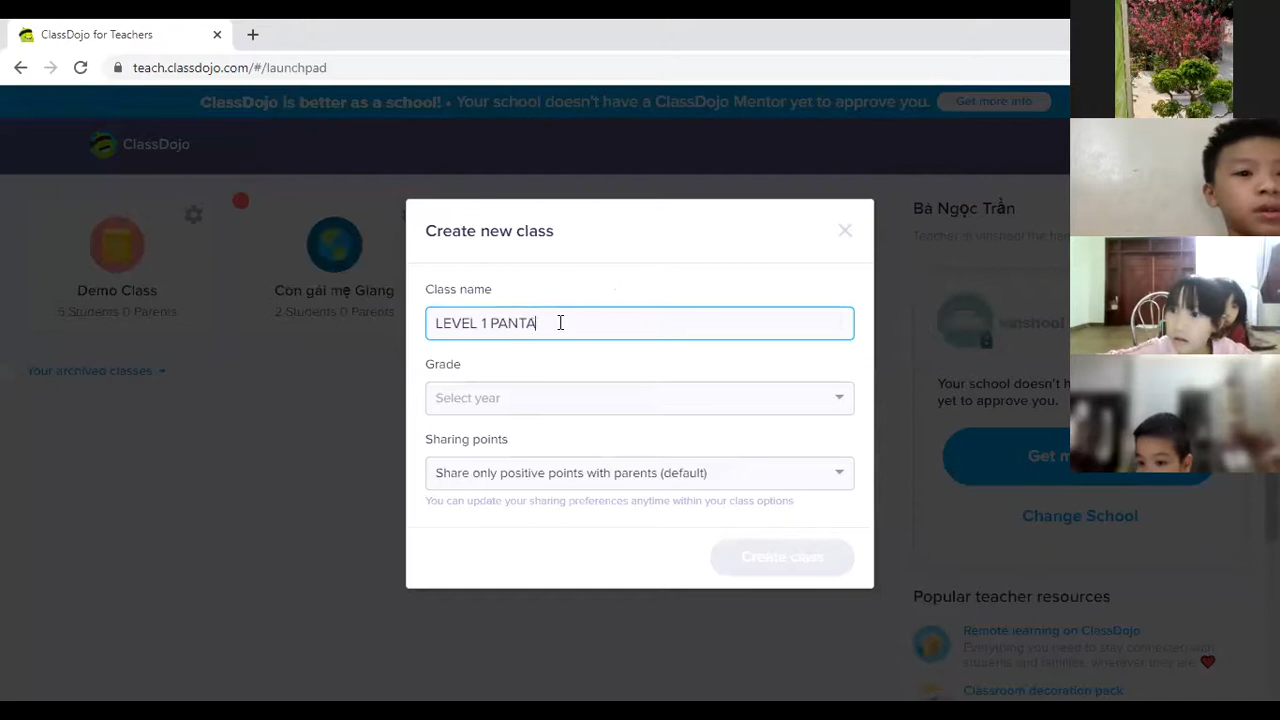 ClassDojo for Teachers
teach.classdojo.com/#/launchpad
ClassDojo is better as a school! • Your school doesn't have a ClassDojo Mentor yet to approve you. Get more info
ClassDojo
Demo Class
5 Students 0 Parents
Con gái mẹ Giang
2 Students 0 Parents
Your archived classes
Create new class
Class name
LEVEL 1 PANTA
Grade
Select year
Sharing points
Share only positive points with parents (default)
You can update your sharing preferences anytime within your class options
Create class
Bà Ngọc Trần
Your school doesn't
yet to approve you.
Get m
Change School
Popular teacher resources
Remote learning on ClassDojo
Everything you need to stay connected with
students and families, wherever they are
Classroom decoration pack